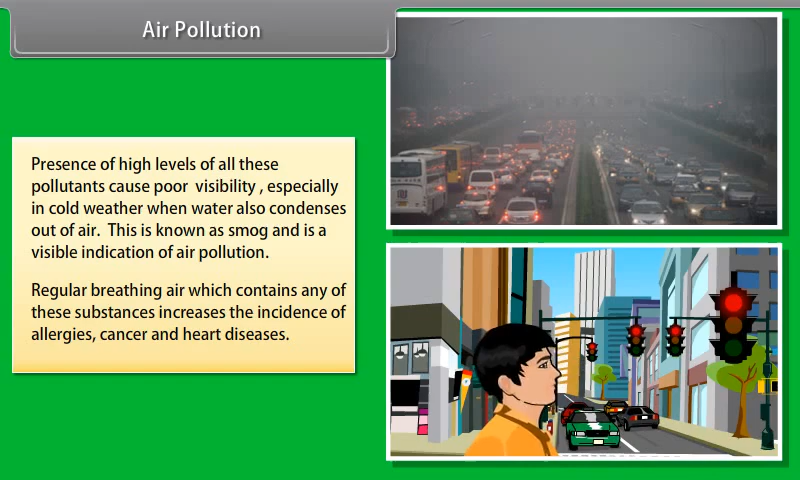 Air Pollution
Presence of high levels of all these
pollutants cause poor visibility , especially
in cold weather when water also condenses
out of air. This is known as smog and is a
visible indication of air pollution.
Regular breathing air which contains any of
these substances increases the incidence of
allergies, cancer and heart diseases.